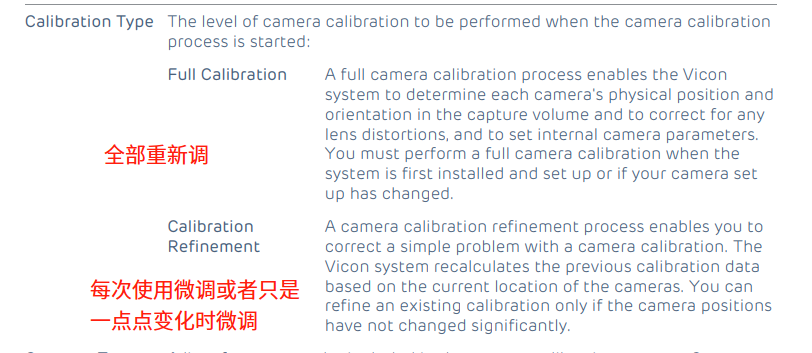 Calibration Type The level of camera calibration to be performed when the camera calibration
process is started:
Full Calibration A full camera calibration process enables the Vicon
system to determine each camera's physical position and
orientation in the capture volume and to correct for any
lens distortions, and to set internal camera parameters.
You must perform a full camera calibration when the
system is first installed and set up or if your camera set
up has changed.
全部重新调
Calibration
Refinement
A camera calibration refinement process enables you to
correct a simple problem with a camera calibration. The
Vicon system recalculates the previous calibration data
based on the current location of the cameras. You can
refine an existing calibration only if the camera positions
have not changed significantly.
每次使用微调或者只是
一点点变化时微调